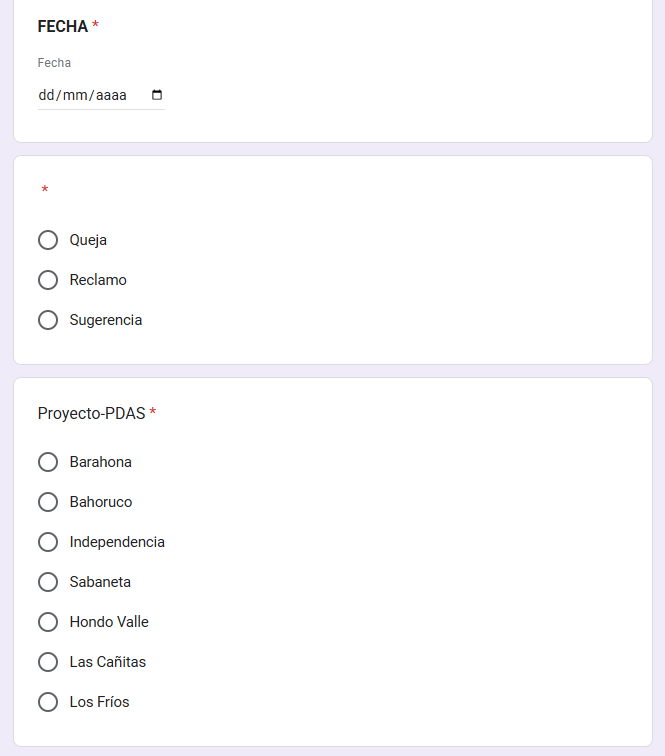 FECHA *
Fecha
dd/mm/aaaa
*
Queja
Reclamo
Sugerencia
Proyecto-PDAS *
Barahona
Bahoruco
Independencia
Sabaneta
Hondo Valle
Las Cañitas
Los Fríos